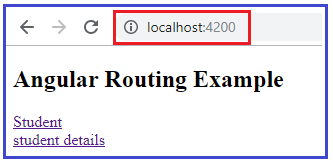 localhost:4200
Angular Routing Example
Student
student details